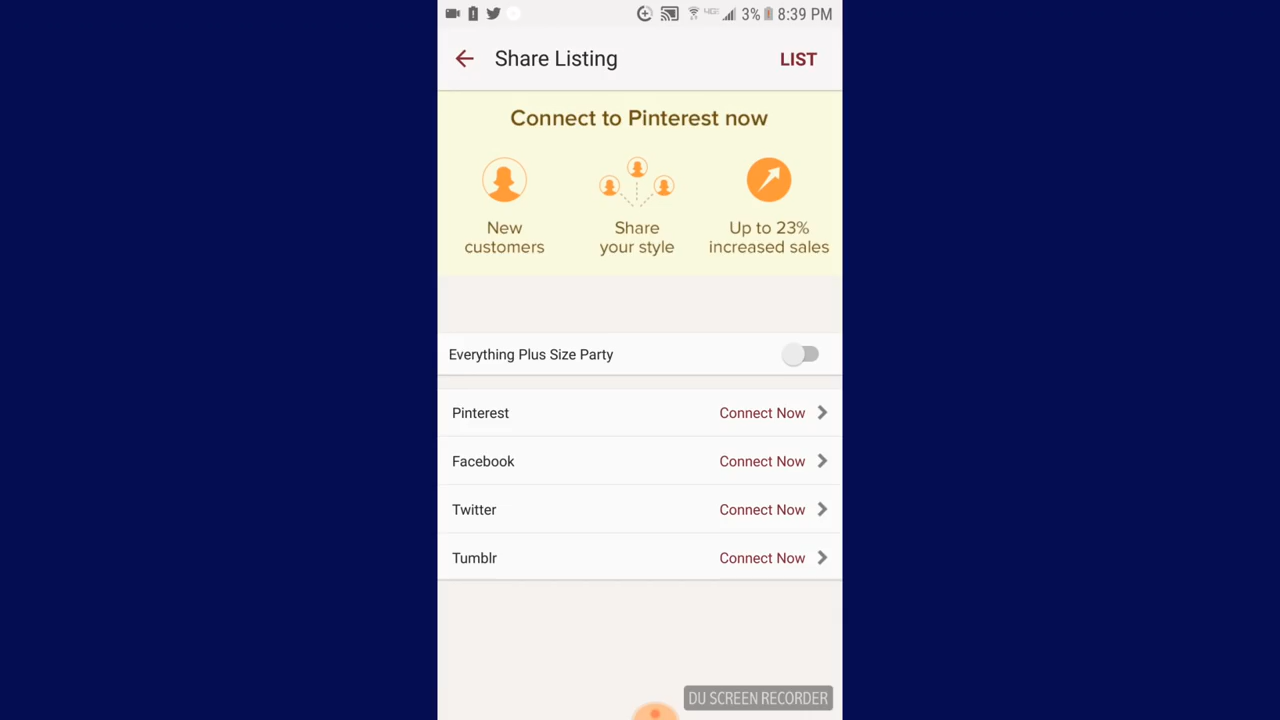 3% 8:39 PM
Share Listing LIST
Connect to Pinterest now
New customers
Share your style
Up to 23% increased sales
Everything Plus Size Party
Pinterest Connect Now
Facebook Connect Now
Twitter Connect Now
Tumblr Connect Now
DU SCREEN RECORDER